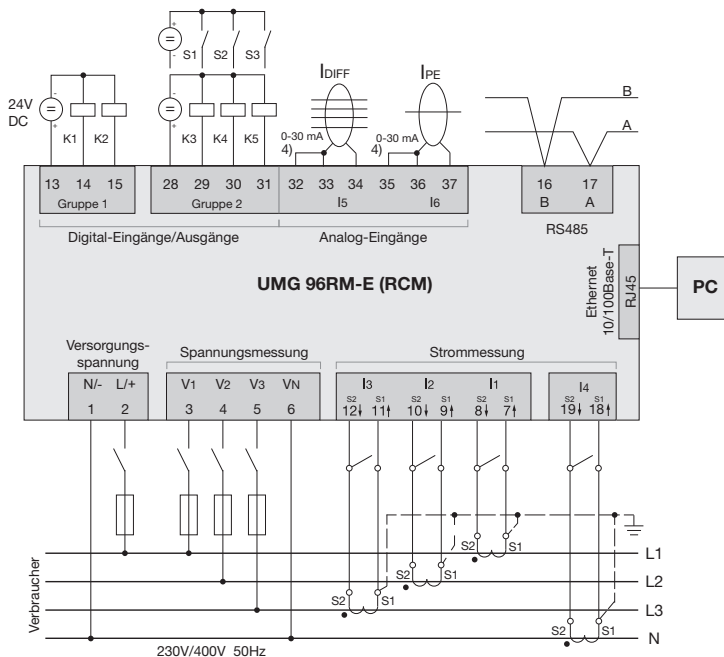 S1 S2 S3
24V
DC
K1 K2
K3 K4 K5
IDIFF
IPE
0-30 mA
4)
0-30 mA
4)
B
A
13 14 15
Gruppe 1
28 29 30 31
Gruppe 2
32 33 34 35 36 37
I5 I6
16 17
B A
Digital-Eingänge/Ausgänge
Analog-Eingänge
RS485
UMG 96RM-E (RCM)
Ethernet
10/100Base-T
RJ45
PC
Versorgungs-
spannung
Spannungsmessung
Strommessung
N/- L/+
1 2
V1 V2 V3 VN
3 4 5 6
I3 I2 I1
S2 S1 S2 S1 S2 S1
12 11 10 9 8 7
I4
S2 S1
19 18
S2 S1
L1
S2 S1
L2
S2 S1
L3
S2 S1
N
Verbraucher
230V/400V 50Hz